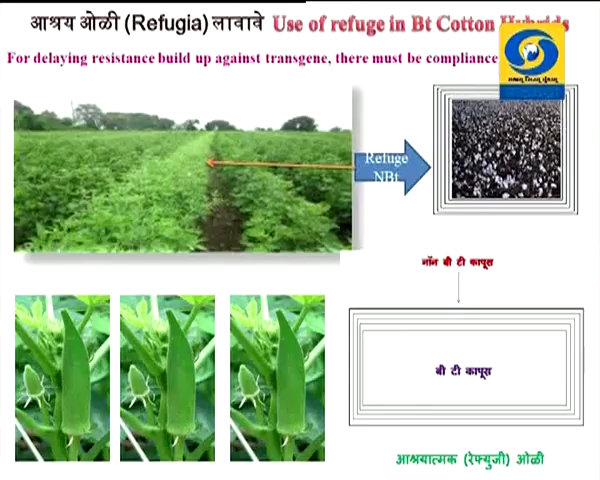 आश्रय ओळी (Refugia) लावावे Use of refuge in Bt Cotton Hybrids
For delaying resistance build up against transgene, there must be compliance
Refuge
NBt
नॉन बी टी कापूस
बी टी कापूस
आश्रयात्मक (रेफ्युजी) ओळी